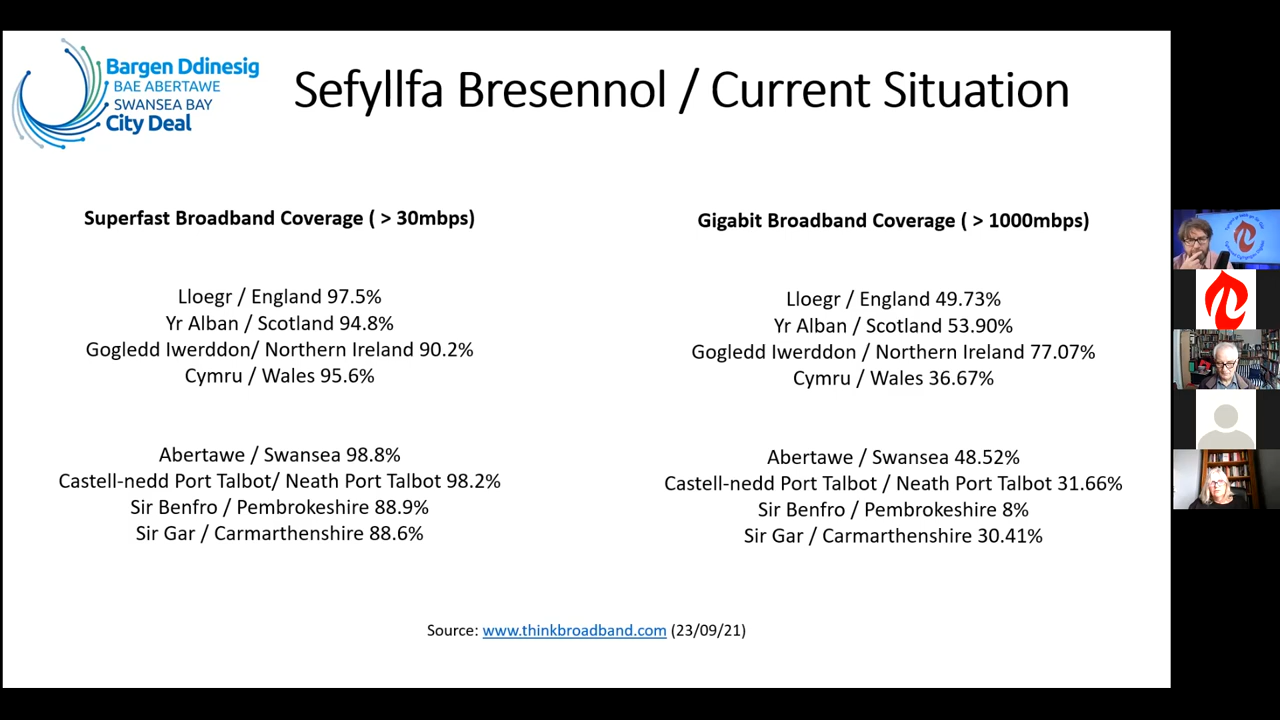 Bargen Ddinesig
BAE ABERTAWE
SWANSEA BAY
City Deal
Sefyllfa Bresennol / Current Situation
Superfast Broadband Coverage ( > 30mbps)
Lloegr / England 97.5%
Yr Alban / Scotland 94.8%
Gogledd Iwerddon/ Northern Ireland 90.2%
Cymru / Wales 95.6%
Abertawe / Swansea 98.8%
Castell-nedd Port Talbot/ Neath Port Talbot 98.2%
Sir Benfro / Pembrokeshire 88.9%
Sir Gar / Carmarthenshire 88.6%
Gigabit Broadband Coverage ( > 1000mbps)
Lloegr / England 49.73%
Yr Alban / Scotland 53.90%
Gogledd Iwerddon / Northern Ireland 77.07%
Cymru / Wales 36.67%
Abertawe / Swansea 48.52%
Castell-nedd Port Talbot / Neath Port Talbot 31.66%
Sir Benfro / Pembrokeshire 8%
Sir Gar / Carmarthenshire 30.41%
Source: www.thinkbroadband.com (23/09/21)